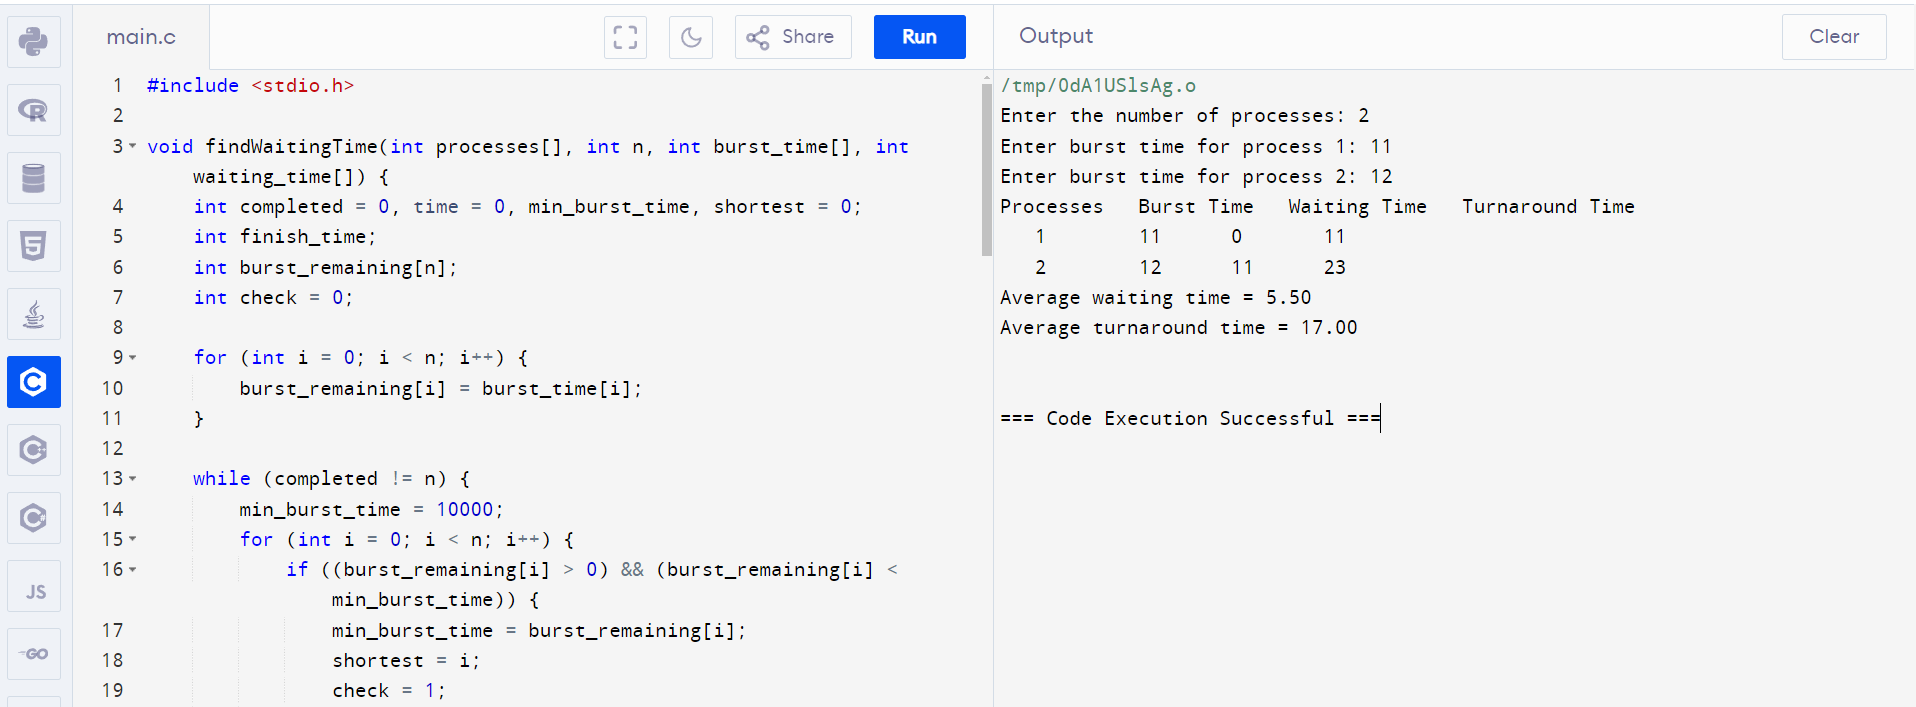 main.c
Share
Run
Output
Clear
1 #include <stdio.h>
2
3 void findWaitingTime(int processes[], int n, int burst_time[], int
waiting_time[]) {
4 int completed = 0, time = 0, min_burst_time, shortest = 0;
5 int finish_time;
6 int burst_remaining[n];
7 int check = 0;
8
9 for (int i = 0; i < n; i++) {
10 burst_remaining[i] = burst_time[i];
11 }
12
13 while (completed != n) {
14 min_burst_time = 10000;
15 for (int i = 0; i < n; i++) {
16 if ((burst_remaining[i] > 0) && (burst_remaining[i] <
min_burst_time)) {
17 min_burst_time = burst_remaining[i];
18 shortest = i;
19 check = 1;
/tmp/0dA1USlsAg.o
Enter the number of processes: 2
Enter burst time for process 1: 11
Enter burst time for process 2: 12
Processes Burst Time Waiting Time Turnaround Time
1 11 0 11
2 12 11 23
Average waiting time = 5.50
Average turnaround time = 17.00
=== Code Execution Successful ===
R
5
C
C
C
JS
GO